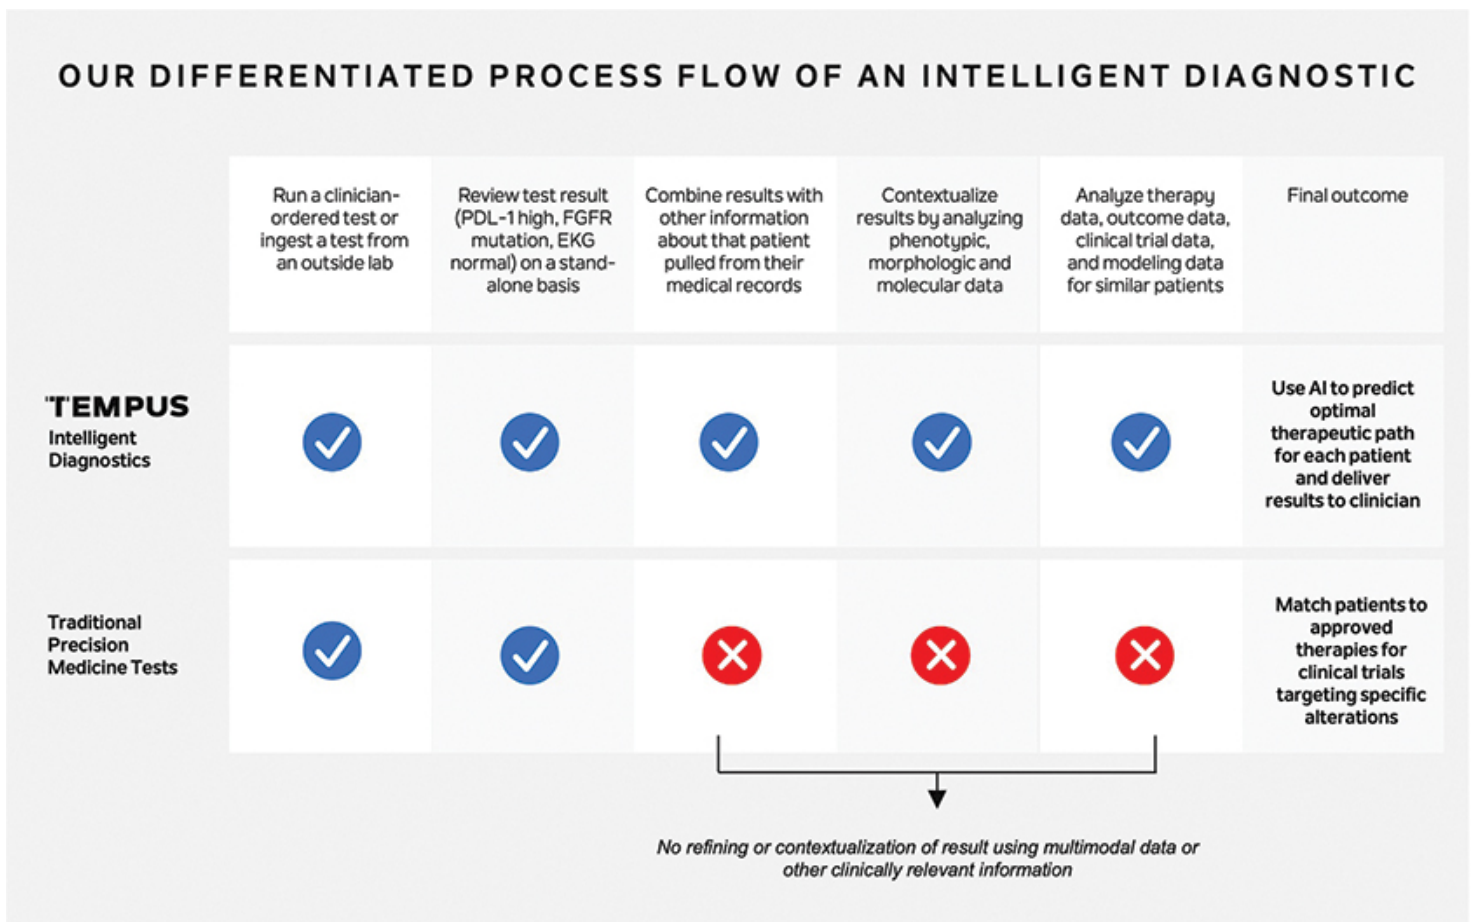 OUR DIFFERENTIATED PROCESS FLOW OF AN INTELLIGENT DIAGNOSTIC
Run a clinician-
ordered test or
ingest a test from
an outside lab
Review test result
(PDL-1 high, FGFR
mutation, EKG
normal) on a stand-
alone basis
Combine results with
other information
about that patient
pulled from their
medical records
Contextualize
results by analyzing
phenotypic,
morphologic and
molecular data
Analyze therapy
data, outcome data,
clinical trial data,
and modeling data
for similar patients
Final outcome
TEMPUS
Intelligent
Diagnostics
Use AI to predict
optimal
therapeutic path
for each patient
and deliver
results to clinician
Traditional
Precision
Medicine Tests
Match patients to
approved
therapies for
clinical trials
targeting specific
alterations
No refining or contextualization of result using multimodal data or
other clinically relevant information